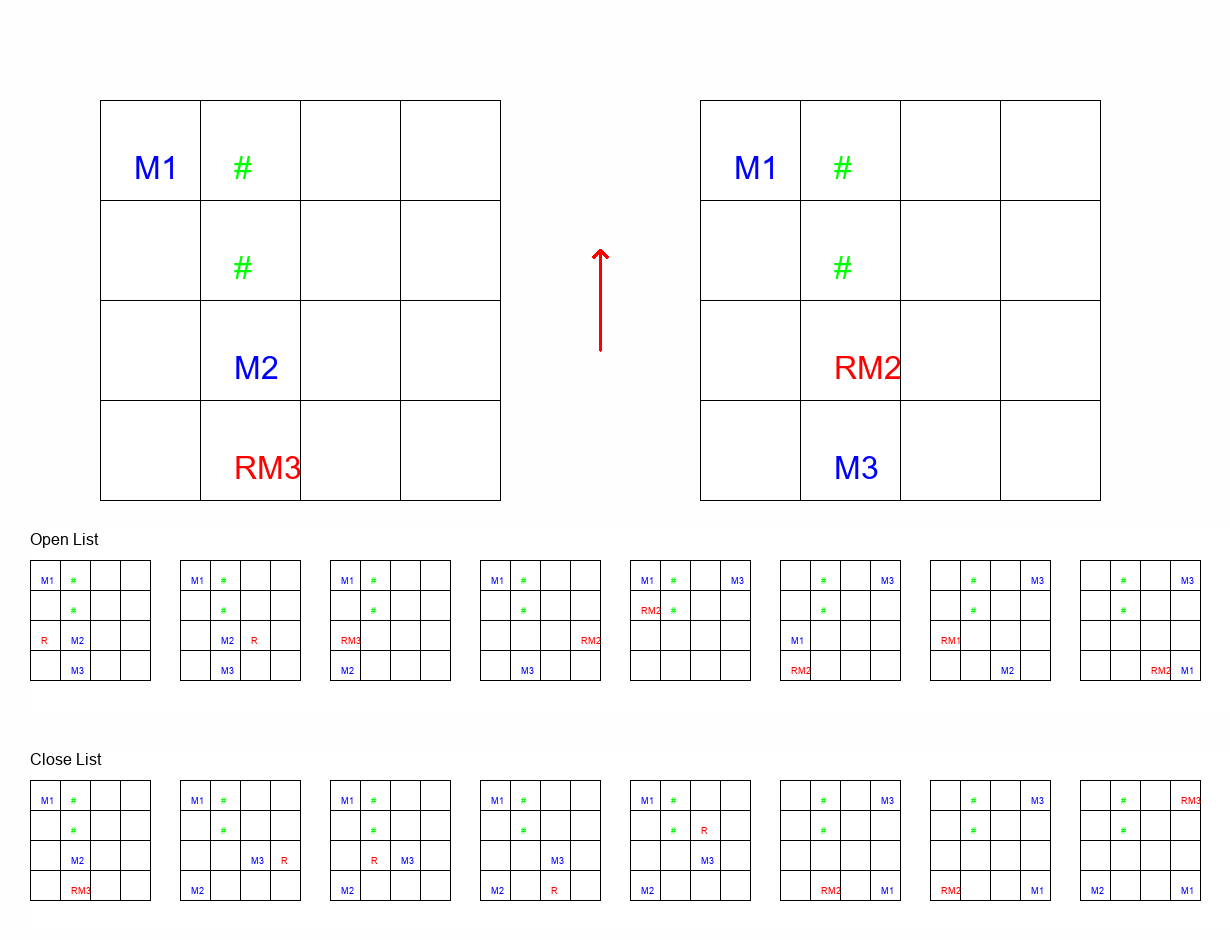 M1 # M1 #
# #
M2 RM2
RM3 M3
Open List
M1 # M1 # M1 # M1 # M1 # M3 # M3 # M3 # M3
# # # # RM2 # # # #
R M2 M2 R RM3 RM2 M1 RM1
M3 M3 M2 M3 RM2 M2 RM2 M1
Close List
M1 # M1 # M1 # M1 # M1 # # M3 # M3 # RM3
# # # # # R # # #
M2 M3 R R M3 M3 M3
RM3 M2 M2 M2 R M2 RM2 M1 RM2 M1 M2 M1